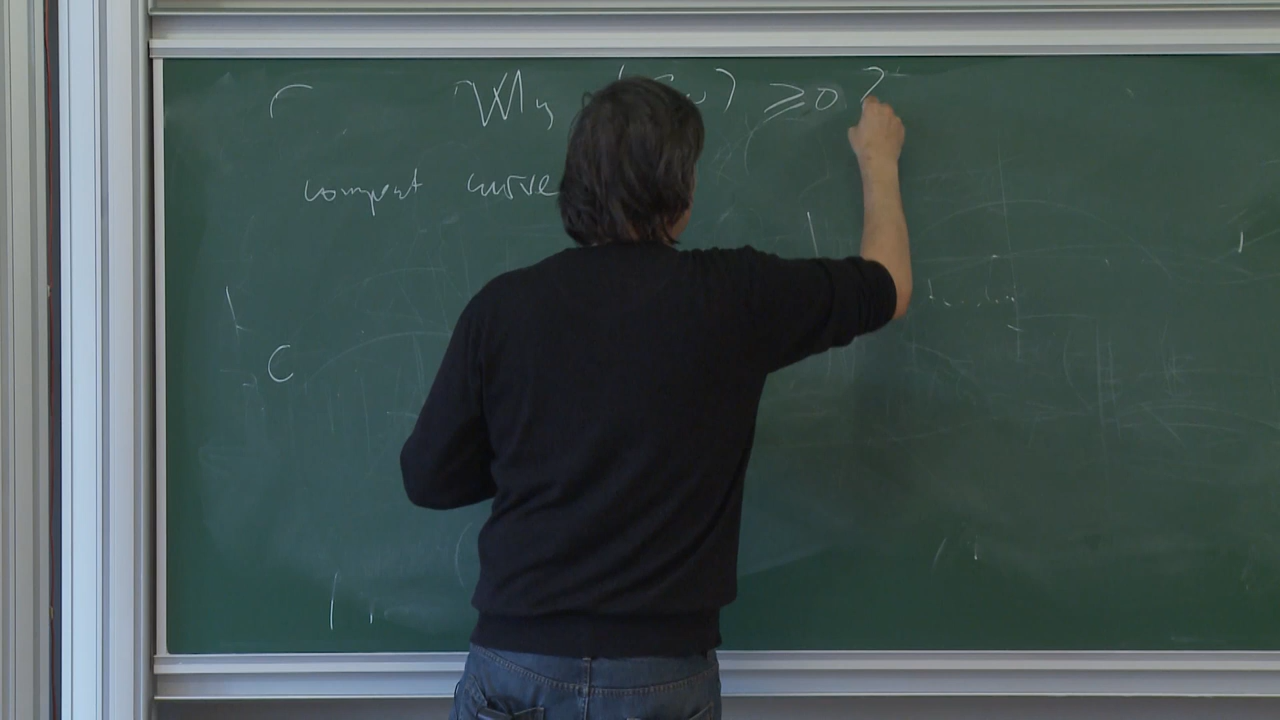 Why ) ≥ 0 ?
compact curve
C